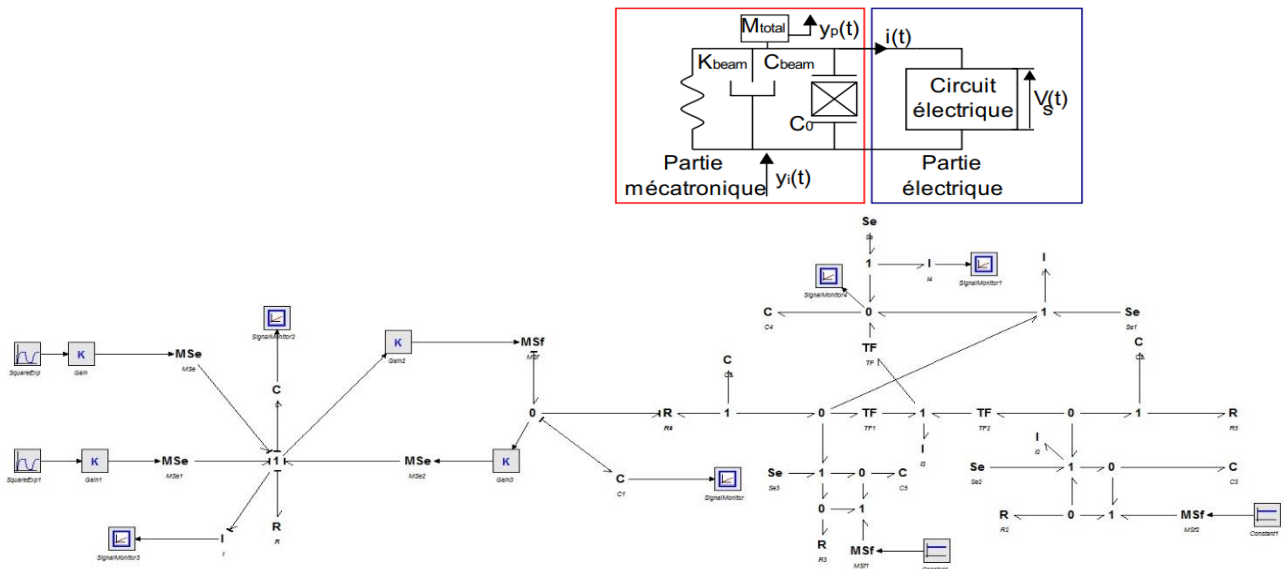 Mtotal
yp(t)
i(t)
Kbeam
Cbeam
Circuit
électrique
Vs(t)
C0
Partie
mécatronique
yi(t)
Partie
électrique
Se
1
I
I4
SignalMonitor1
SignalMonitor4
I
C
C4
0
1
Se
Se1
SignalMonitor2
K
Gain2
MSf
TF
TF
C
C
SquareExp
K
Gain
MSe
MSe
C
0
R
R4
1
0
TF
TF1
1
TF
TF2
0
1
R
R5
SquareExp1
K
Gain1
MSe
MSe1
1
MSe
MSe2
K
Gain3
I
I3
I
Se
Se3
1
0
C
C5
Se
Se2
1
0
C
C3
C
C1
SignalMonitor
0
1
R
R2
0
1
MSf
MSf2
Constant1
SignalMonitor3
I
I
R
R
R
R3
MSf
MSf1